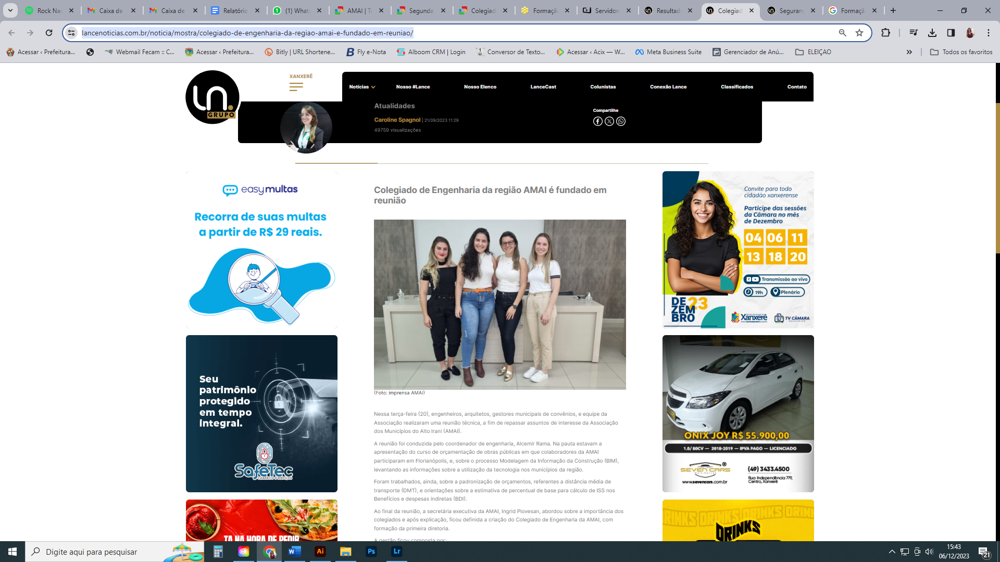 Rock Nac
Caixa de
Caixa de
Relatório
(1) Whats
AMAI | Tu
Segunda
Colegiado
Formação
Servidore
Resultad
Colegiad
Seguranç
Formação
lancenoticias.com.br/noticia/mostra/colegiado-de-engenharia-da-regiao-amai-e-fundado-em-reuniao/
Acessar ‹ Prefeitura...
Webmail Fecam :: C...
Acessar ‹ Prefeitura...
Bitly | URL Shortene...
Fly e-Nota
Alboom CRM | Login
Conversor de Texto...
Acessar ‹ Acix — W...
Meta Business Suite
Gerenciador de Anú...
ELEIÇAO
Todos os favoritos
LN.
GRUPO
XANXERÊ
Notícias
Nosso #Lance
Nosso Elenco
LanceCast
Colunistas
Conexão Lance
Classificados
Contato
Atualidades
Caroline Spagnol | 21/09/2023 11:29
49759 visualizações
Compartilhe
easymultas
Recorra de suas multas
a partir de R$ 29 reais.
Seu
patrimônio
protegido
em tempo
integral.
SafeTec
COMÉRCIO E SERVIÇOS
TA NA HORA DE PEDIR
Colegiado de Engenharia da região AMAI é fundado em
reunião
(Foto: imprensa AMAI)
Nessa terça-feira (20), engenheiros, arquitetos, gestores municipais de convênios, e equipe da
Associação realizaram uma reunião técnica, a fim de repassar assuntos de interesse da Associação
dos Municípios do Alto Irani (AMAI).
A reunião foi conduzida pelo coordenador de engenharia, Alcemir Rama. Na pauta estavam a
apresentação do curso de orçamentação de obras públicas em que colaboradores da AMAI
participaram em Florianópolis, e, sobre o processo Modelagem da Informação da Construção (BIM),
levantando as informações sobre a utilização da tecnologia nos municípios da região.
Foram trabalhados, ainda, sobre a padronização de orçamentos, referentes a distância média de
transporte (DMT), e orientações sobre a estimativa de percentual de base para cálculo de ISS nos
Benefícios e despesas indiretas (BDI).
Ao final da reunião, a secretária executiva da AMAI, Ingrid Piovesan, abordou sobre a importância dos
colegiados e após explicação, ficou definida a criação do Colegiado de Engenharia da AMAI, com
formação da primeira diretoria.
A gestão ficou composta por:
Convite para todo
cidadão xanxerense
Participe das sessões
da Câmara no mês
de Dezembro
04 06 11
13 18 20
Transmissão ao vivo
19h
Plenário
DE
ZEM
BRO
23
Xanxerê
TV CÂMARA
ONIX JOY R$ 55.900,00
1.0/ 80CV — 2018-2019 — IPVA PAGO — LICENCIADO
SEVEN CARS
MULTIMARCAS
www.sevencars.com.br
(49) 3433.4500
Rua Independência 779,
Centro, Xanxerê
RINKS DRINKS DRINKS DRINKS DRIN
DRINKS
Digite aqui para pesquisar
Ai
Ps
Lr
15:43
06/12/2023
21